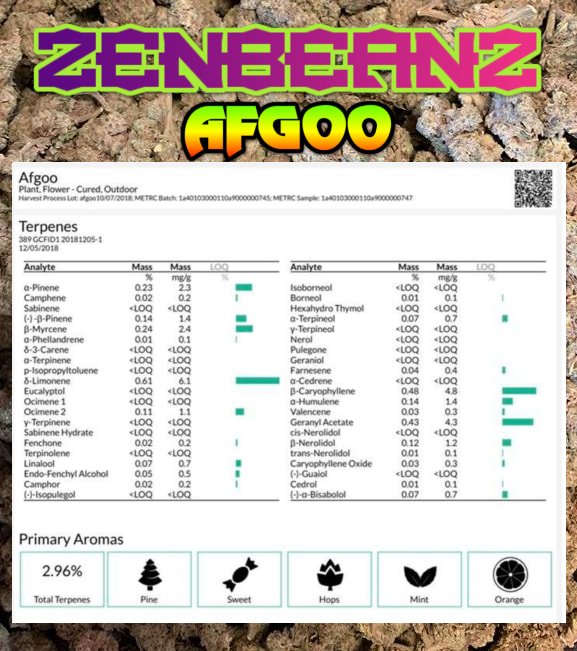 ZENBEANZ
AFGOO
Afgoo
Plant, Flower - Cured, Outdoor
Harvest Process Lot: afgoo10/07/2018; METRC Batch: 1a40103000110a9000000745; METRC Sample: 1a40103000110a9000000747
Terpenes
389 GCFID1 20181205-1
12/05/2018
Analyte Mass Mass LOQ
% mg/g %
α-Pinene 0.23 2.3
Camphene 0.02 0.2
Sabinene <LOQ <LOQ
(-) -β-Pinene 0.14 1.4
β-Myrcene 0.24 2.4
α-Phellandrene 0.01 0.1
δ-3-Carene <LOQ <LOQ
α-Terpinene <LOQ <LOQ
p-Isopropyltoluene <LOQ <LOQ
δ-Limonene 0.61 6.1
Eucalyptol <LOQ <LOQ
Ocimene 1 <LOQ <LOQ
Ocimene 2 0.11 1.1
γ-Terpinene <LOQ <LOQ
Sabinene Hydrate <LOQ <LOQ
Fenchone 0.02 0.2
Terpinolene <LOQ <LOQ
Linalool 0.07 0.7
Endo-Fenchyl Alcohol 0.05 0.5
Camphor 0.02 0.2
(-)-Isopulegol <LOQ <LOQ
Analyte Mass Mass LOQ
% mg/g %
Isoborneol <LOQ <LOQ
Borneol 0.01 0.1
Hexahydro Thymol <LOQ <LOQ
α-Terpineol 0.07 0.7
γ-Terpineol <LOQ <LOQ
Nerol <LOQ <LOQ
Pulegone <LOQ <LOQ
Geraniol <LOQ <LOQ
Farnesene 0.04 0.4
α-Cedrene <LOQ <LOQ
β-Caryophyllene 0.48 4.8
α-Humulene 0.14 1.4
Valencene 0.03 0.3
Geranyl Acetate 0.43 4.3
cis-Nerolidol <LOQ <LOQ
β-Nerolidol 0.12 1.2
trans-Nerolidol 0.01 0.1
Caryophyllene Oxide 0.03 0.3
(-)-Guaiol <LOQ <LOQ
Cedrol 0.01 0.1
(-)-α-Bisabolol 0.07 0.7
Primary Aromas
2.96%
Total Terpenes Pine Sweet Hops Mint Orange